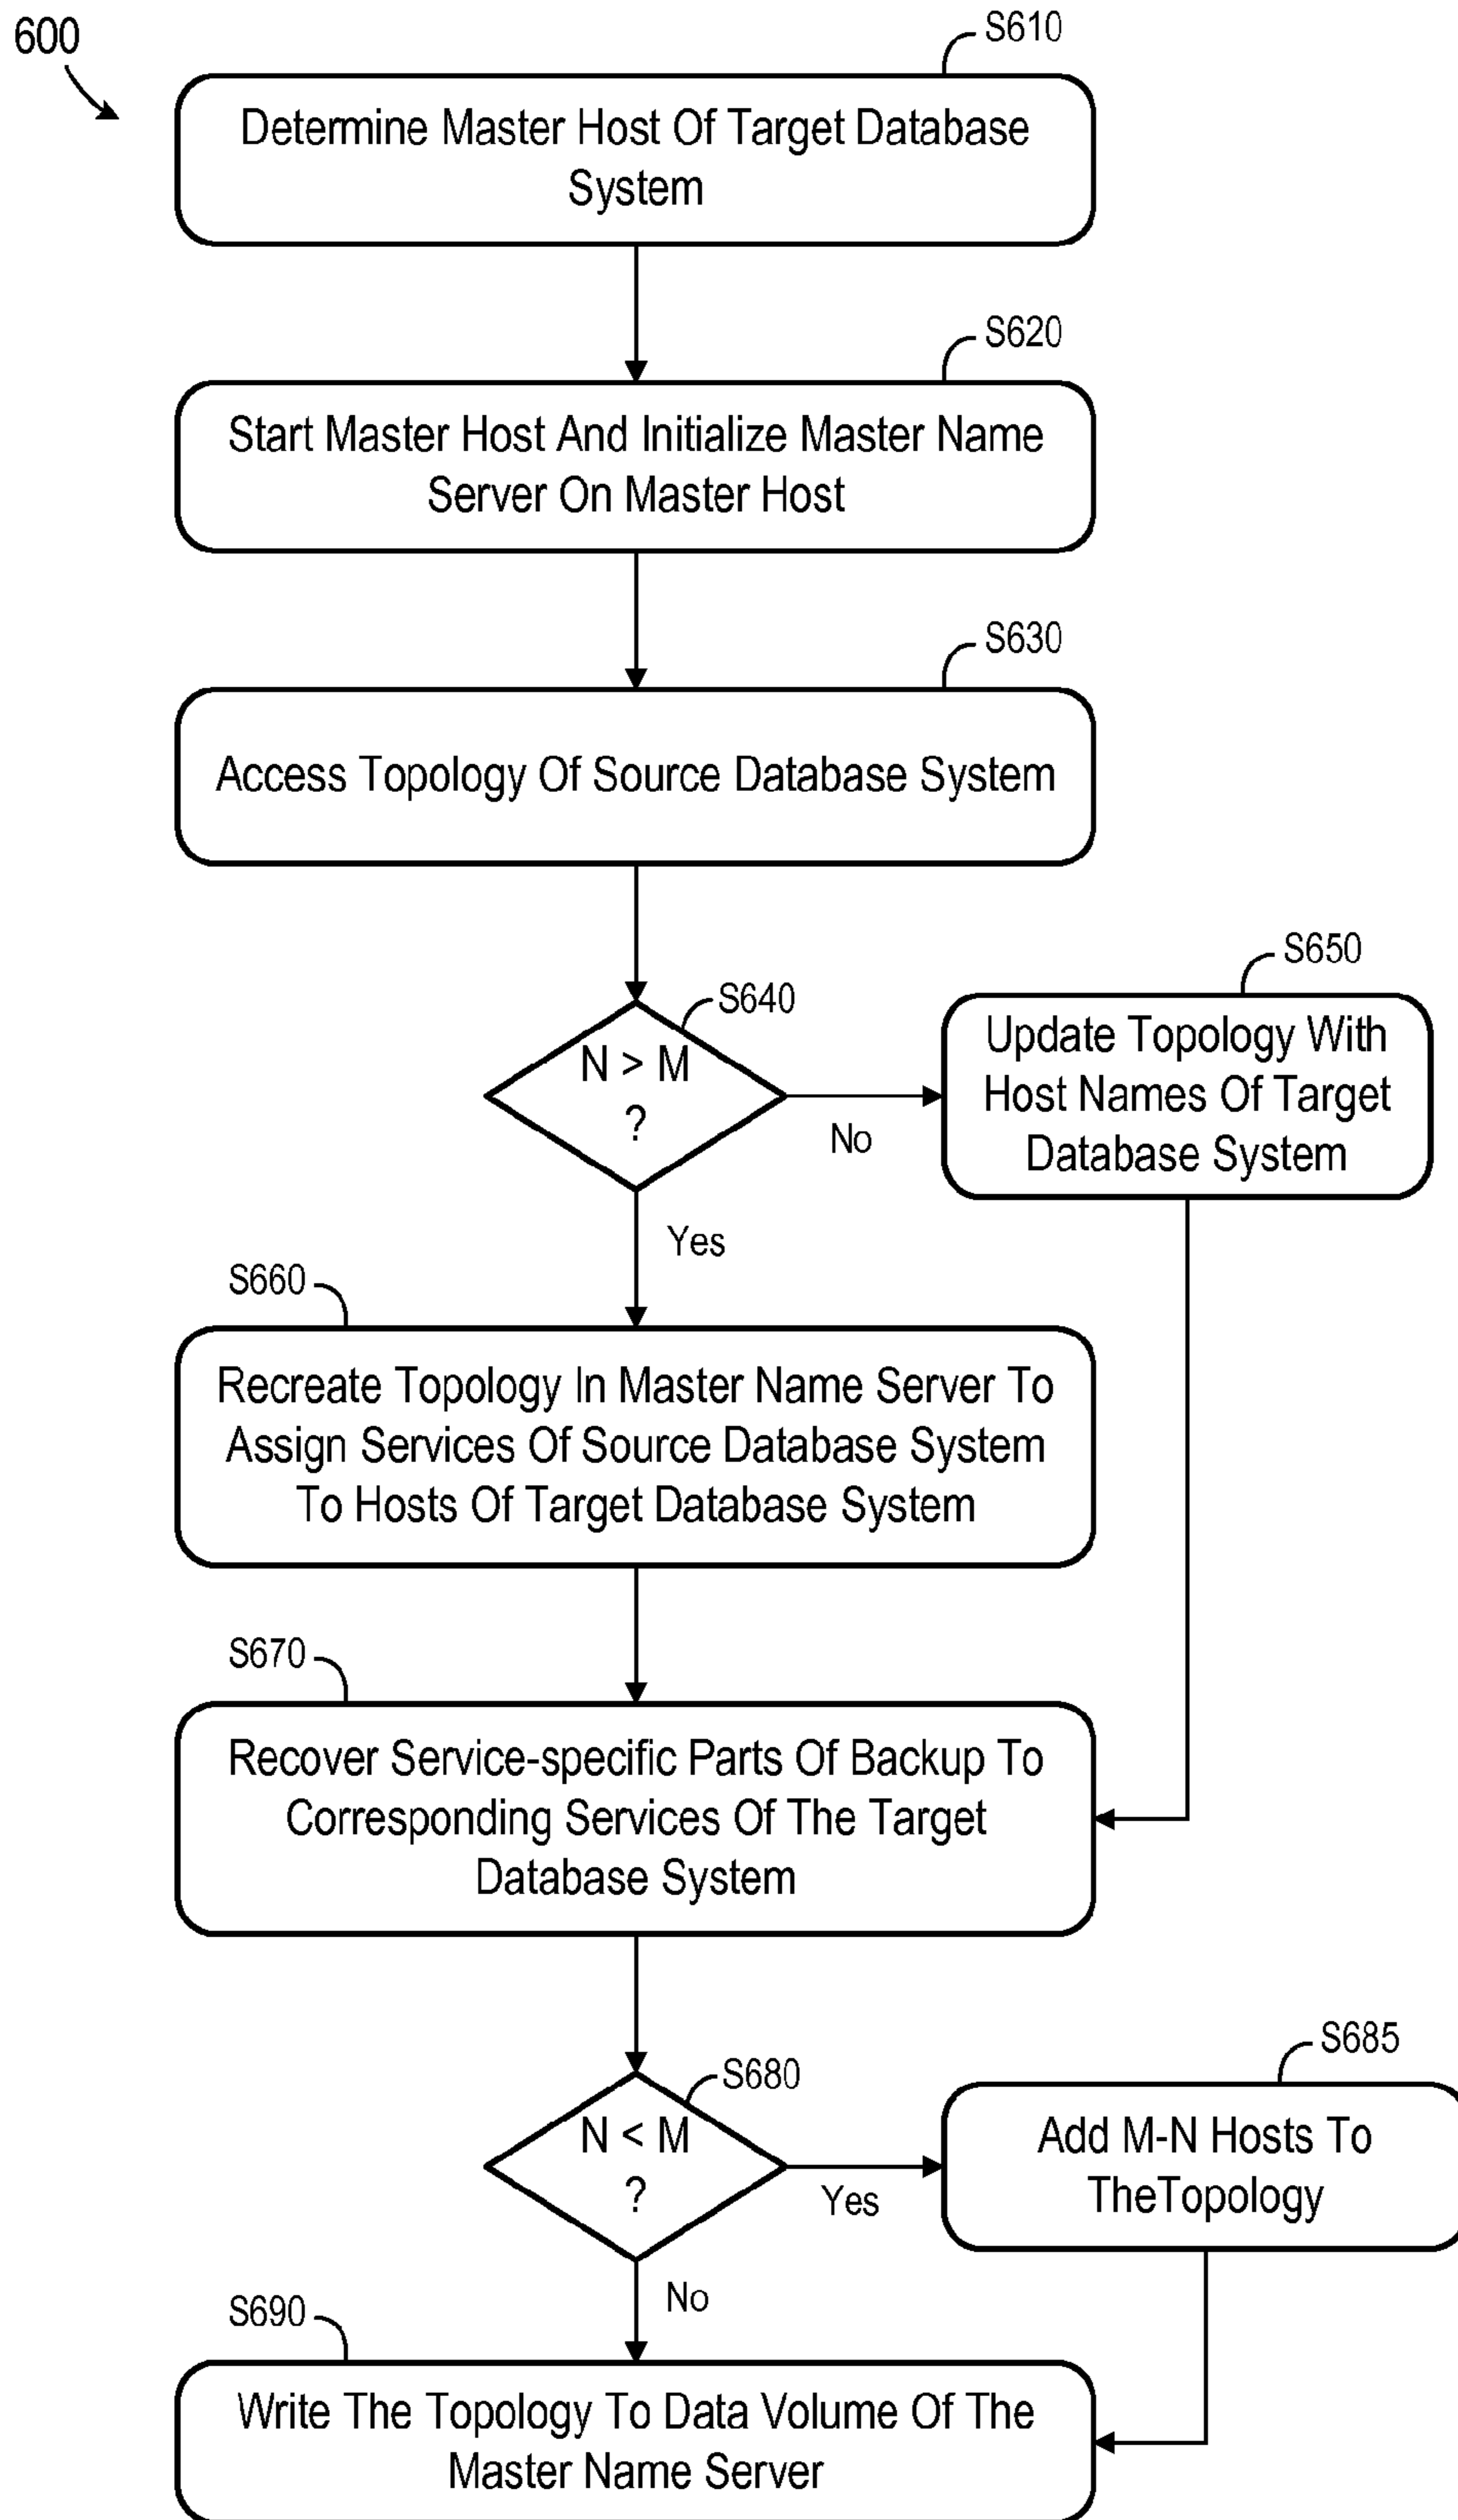 600
S610
Determine Master Host Of Target Database
System
S620
Start Master Host And Initialize Master Name
Server On Master Host
S630
Access Topology Of Source Database System
S640
N > M
?
No
Yes
S650
Update Topology With
Host Names Of Target
Database System
S660
Recreate Topology In Master Name Server To
Assign Services Of Source Database System
To Hosts Of Target Database System
S670
Recover Service-specific Parts Of Backup To
Corresponding Services Of The Target
Database System
S680
N < M
?
Yes
No
S685
Add M-N Hosts To
TheTopology
S690
Write The Topology To Data Volume Of The
Master Name Server